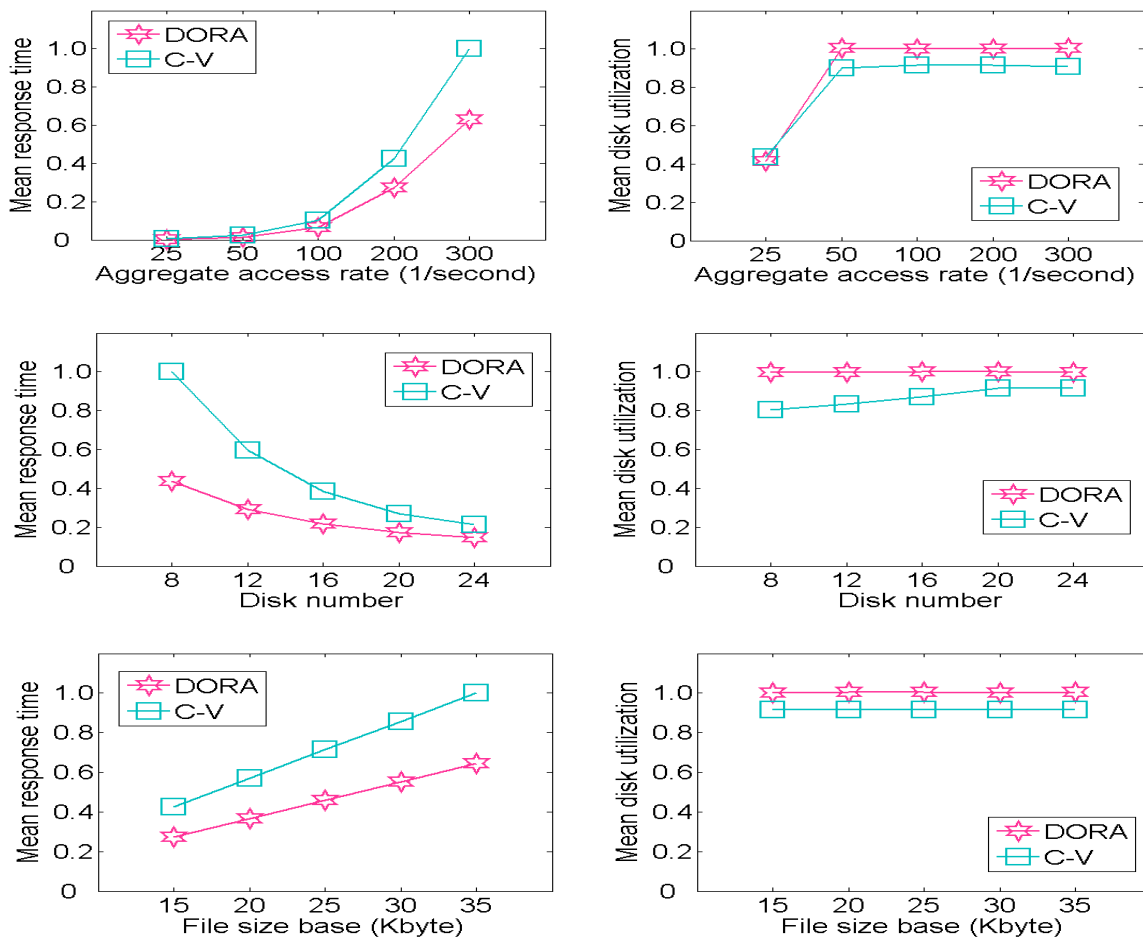 Mean response time
1.0
0.8
0.6
0.4
0.2
0
DORA
C-V
25 50 100 200 300
Aggregate access rate (1/second)
Mean disk utilization
1.0
0.8
0.6
0.4
0.2
0
DORA
C-V
25 50 100 200 300
Aggregate access rate (1/second)
Mean response time
1.0
0.8
0.6
0.4
0.2
0
DORA
C-V
8 12 16 20 24
Disk number
Mean disk utilization
1.0
0.8
0.6
0.4
0.2
0
DORA
C-V
8 12 16 20 24
Disk number
Mean response time
1.0
0.8
0.6
0.4
0.2
0
DORA
C-V
15 20 25 30 35
File size base (Kbyte)
Mean disk utilization
1.0
0.8
0.6
0.4
0.2
0
DORA
C-V
15 20 25 30 35
File size base (Kbyte)